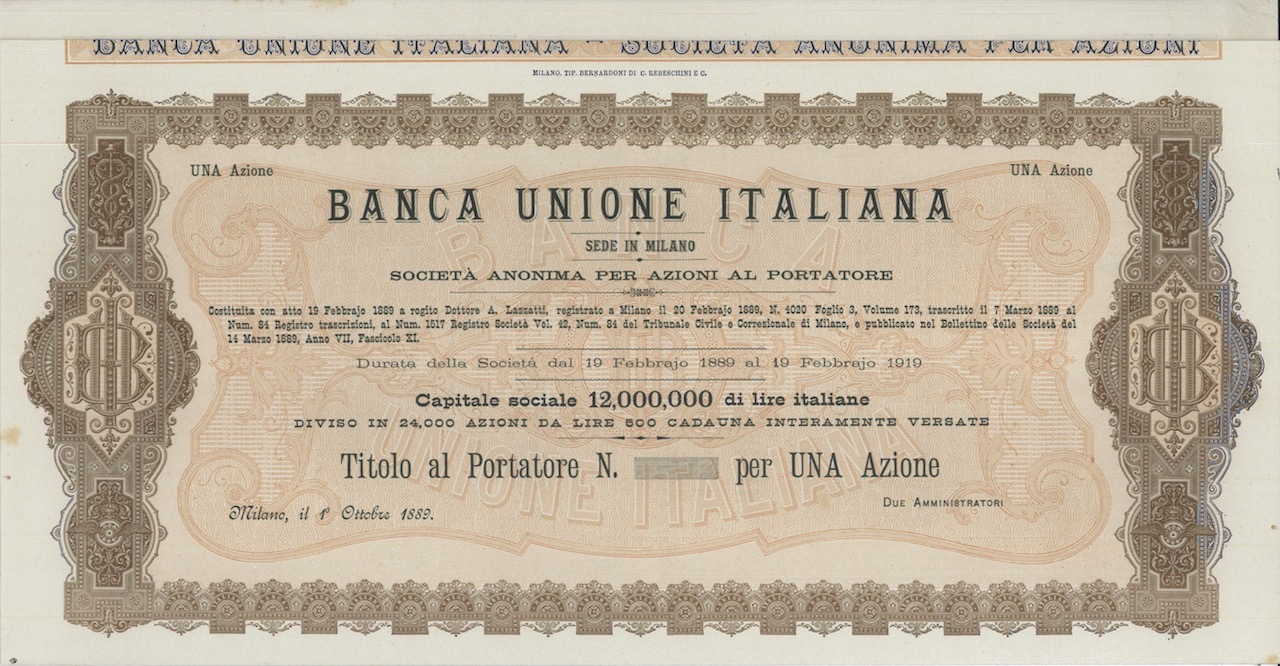 BANCA UNIONE ITALIANA - SOCIETÀ ANONIMA PER AZIONI
MILANO. TIP. BERNARDONI DI C. REBESCHINI E C.
UNA Azione
UNA Azione
BANCA UNIONE ITALIANA
SEDE IN MILANO
SOCIETÀ ANONIMA PER AZIONI AL PORTATORE
Costituita con atto 19 Febbrajo 1889 a rogito Dottore A. Lazzatti, registrato a Milano il 20 Febbrajo 1889, N. 4020 Foglio 3, Volume 173, trascritto il 7 Marzo 1889 al
Num. 84 Registro trascrizioni, al Num. 1517 Registro Società Vol. 42, Num. 84 del Tribunale Civile e Correzionale di Milano, e pubblicato nel Bollettino delle Società del
14 Marzo 1889, Anno VII, Fascicolo XI.
Durata della Società dal 19 Febbrajo 1889 al 19 Febbrajo 1919
Capitale sociale 12,000,000 di lire italiane
DIVISO IN 24,000 AZIONI DA LIRE 500 CADAUNA INTERAMENTE VERSATE
Titolo al Portatore N. per UNA Azione
Milano, il 1º Ottobre 1889.
DUE AMMINISTRATORI
BANCA
UNIONE ITALIANA